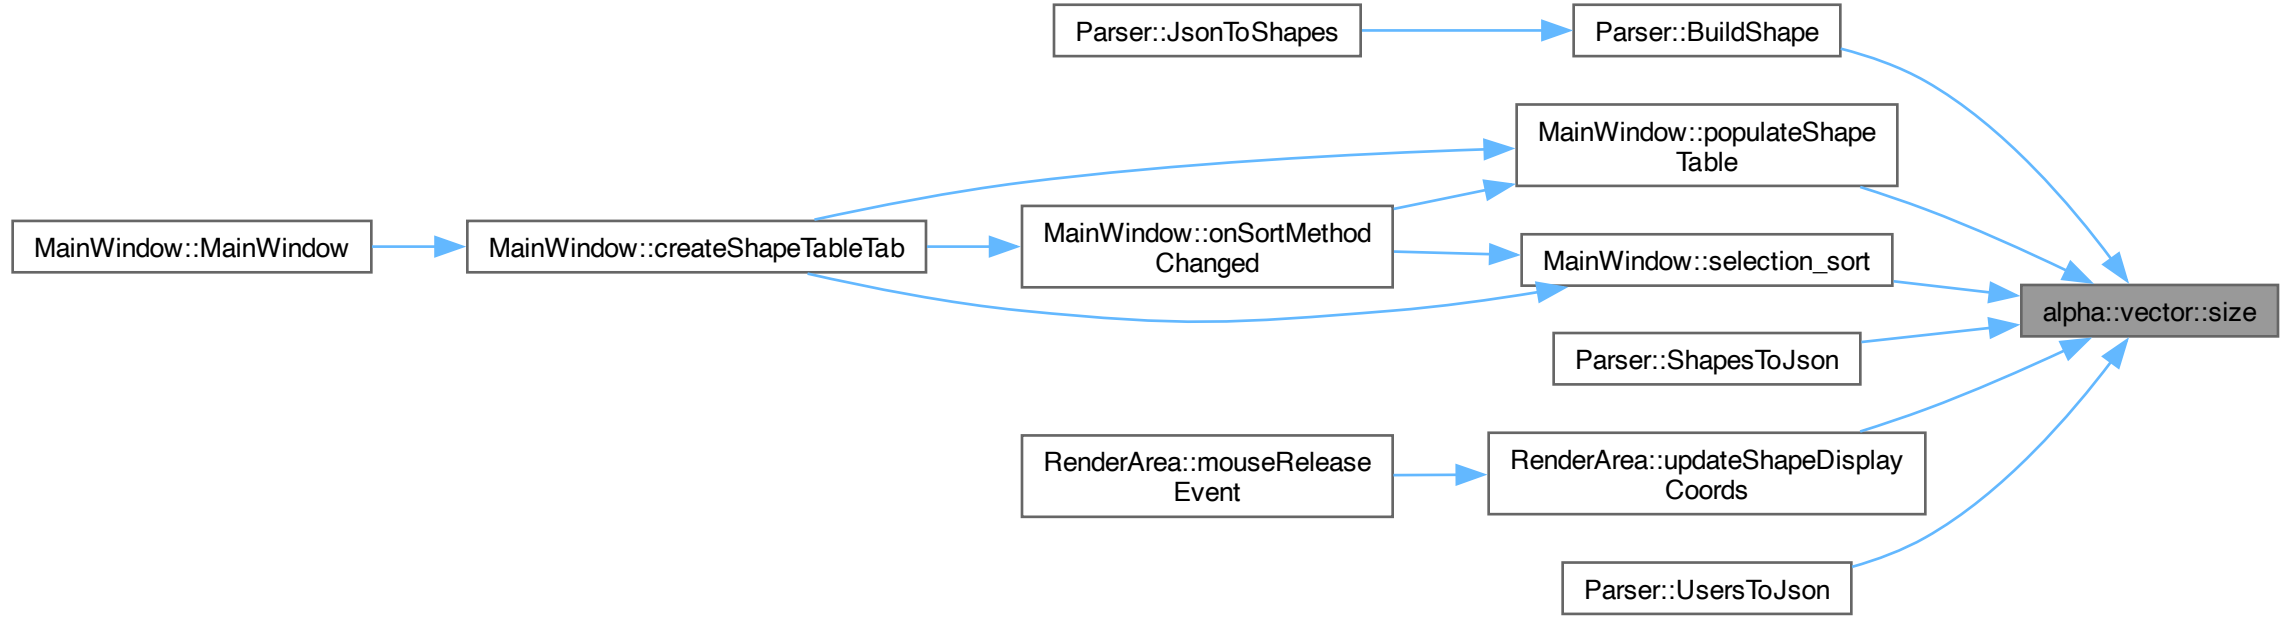 Parser::JsonToShapes
Parser::BuildShape
MainWindow::populateShape
Table
MainWindow::MainWindow
MainWindow::createShapeTableTab
MainWindow::onSortMethod
Changed
MainWindow::selection_sort
alpha::vector::size
Parser::ShapesToJson
RenderArea::mouseRelease
Event
RenderArea::updateShapeDisplay
Coords
Parser::UsersToJson